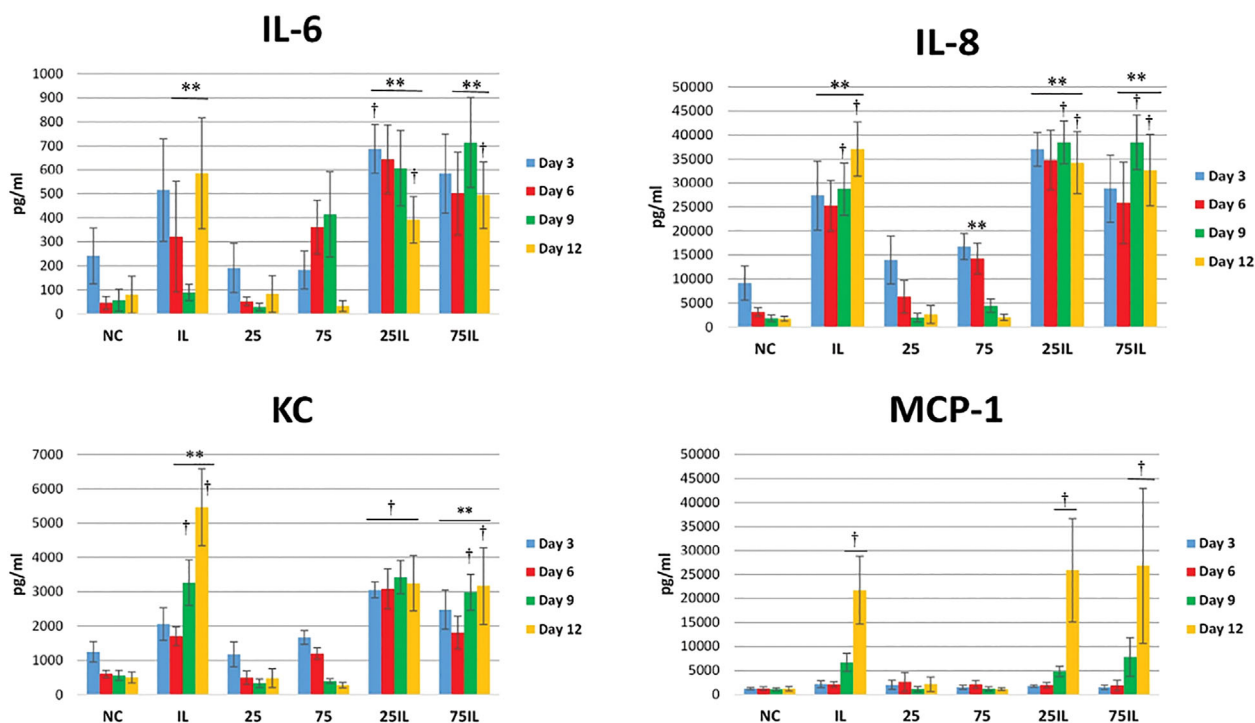 IL-6
1000
900
800
700
600
500
400
300
200
100
0
pg/ml
** ** **
† †
†
NC IL 25 75 25IL 75IL
Day 3
Day 6
Day 9
Day 12
IL-8
50000
45000
40000
35000
30000
25000
20000
15000
10000
5000
0
pg/ml
** ** **
† † †
† † †
**
NC IL 25 75 25IL 75IL
Day 3
Day 6
Day 9
Day 12
KC
7000
6000
5000
4000
3000
2000
1000
0
pg/ml
**
†
† † **
†
†
NC IL 25 75 25IL 75IL
Day 3
Day 6
Day 9
Day 12
MCP-1
50000
45000
40000
35000
30000
25000
20000
15000
10000
5000
0
pg/ml
†
†
†
NC IL 25 75 25IL 75IL
Day 3
Day 6
Day 9
Day 12